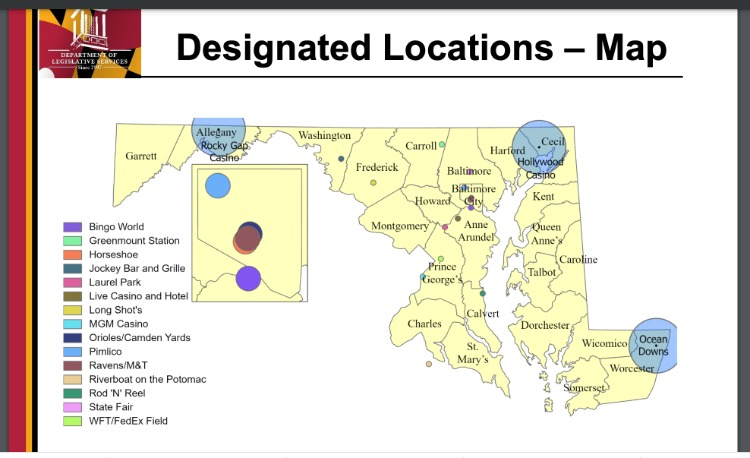 DEPARTMENT OF
LEGISLATIVE SERVICES
Designated Locations – Map
Allegany
Rocky Gap
Casino
Garrett
Washington
Frederick
Carroll
Baltimore
Harford
Cecil
Hollywood
Casino
Baltimore
City
Howard
Kent
Montgomery
Anne
Arundel
Queen
Anne's
Caroline
Talbot
Prince
George's
Calvert
Charles
St.
Mary's
Dorchester
Wicomico
Ocean
Downs
Worcester
Somerset
Bingo World
Greenmount Station
Horseshoe
Jockey Bar and Grille
Laurel Park
Live Casino and Hotel
Long Shot's
MGM Casino
Orioles/Camden Yards
Pimlico
Ravens/M&T
Riverboat on the Potomac
Rod 'N' Reel
State Fair
WFT/FedEx Field